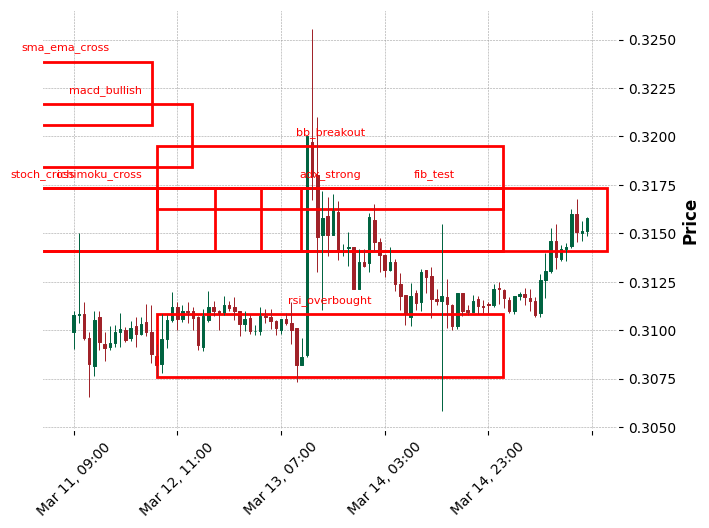 sma_ema_cross
macd_bullish
bb_breakout
stoch_cross
ichimoku_cross
adx_strong
fib_test
rsi_overbought
0.3250
0.3225
0.3200
0.3175
0.3150
0.3125
0.3100
0.3075
0.3050
Price
Mar 11, 09:00
Mar 12, 11:00
Mar 13, 07:00
Mar 14, 03:00
Mar 14, 23:00